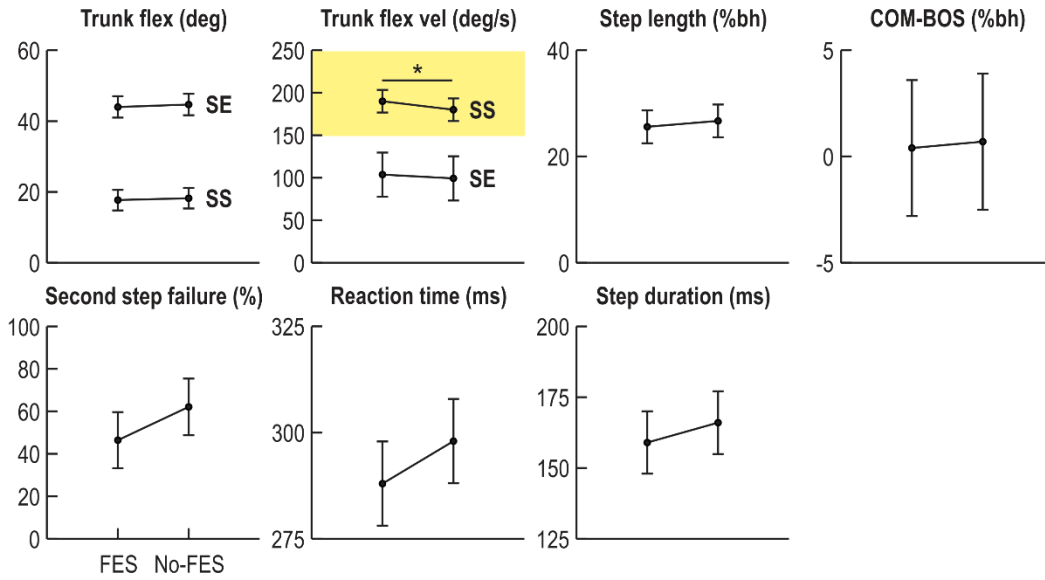 Trunk flex (deg)
60
40
20
0
SE
SS
Trunk flex vel (deg/s)
250
200
150
100
50
0
*
SS
SE
Step length (%bh)
40
20
0
COM-BOS (%bh)
5
0
-5
Second step failure (%)
100
80
60
40
20
0
FES No-FES
Reaction time (ms)
325
300
275
Step duration (ms)
200
175
150
125